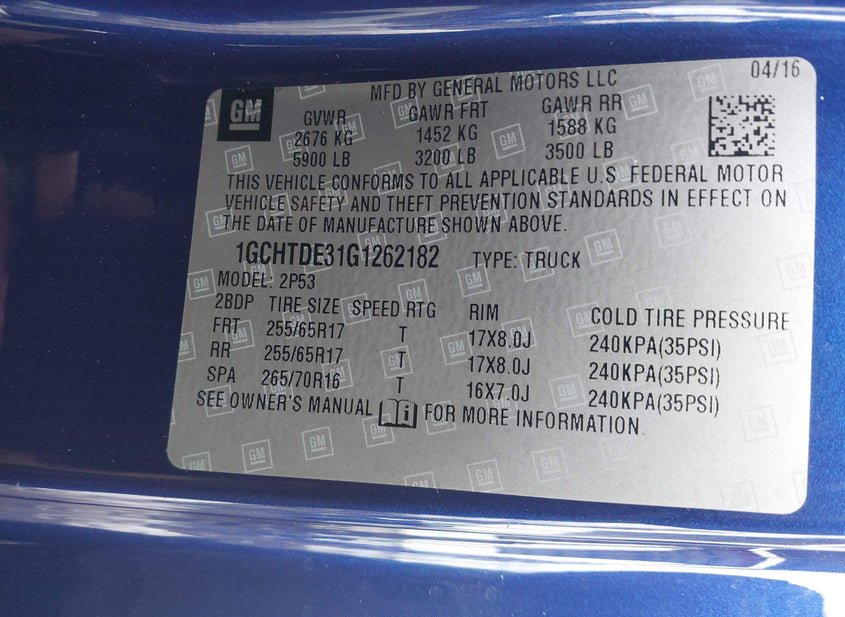 04/16
GM
MFD BY GENERAL MOTORS LLC
GVWR GAWR FRT GAWR RR
2676 KG 1452 KG 1588 KG
5900 LB 3200 LB 3500 LB
THIS VEHICLE CONFORMS TO ALL APPLICABLE U.S. FEDERAL MOTOR
VEHICLE SAFETY AND THEFT PREVENTION STANDARDS IN EFFECT ON
THE DATE OF MANUFACTURE SHOWN ABOVE.
1GCHTDE31G1262182 TYPE: TRUCK
MODEL: 2P53
2BDP TIRE SIZE SPEED RTG RIM COLD TIRE PRESSURE
FRT 255/65R17 T 17X8.0J 240KPA(35PSI)
RR 255/65R17 T 17X8.0J 240KPA(35PSI)
SPA 265/70R16 T 16X7.0J 240KPA(35PSI)
SEE OWNER'S MANUAL i FOR MORE INFORMATION.